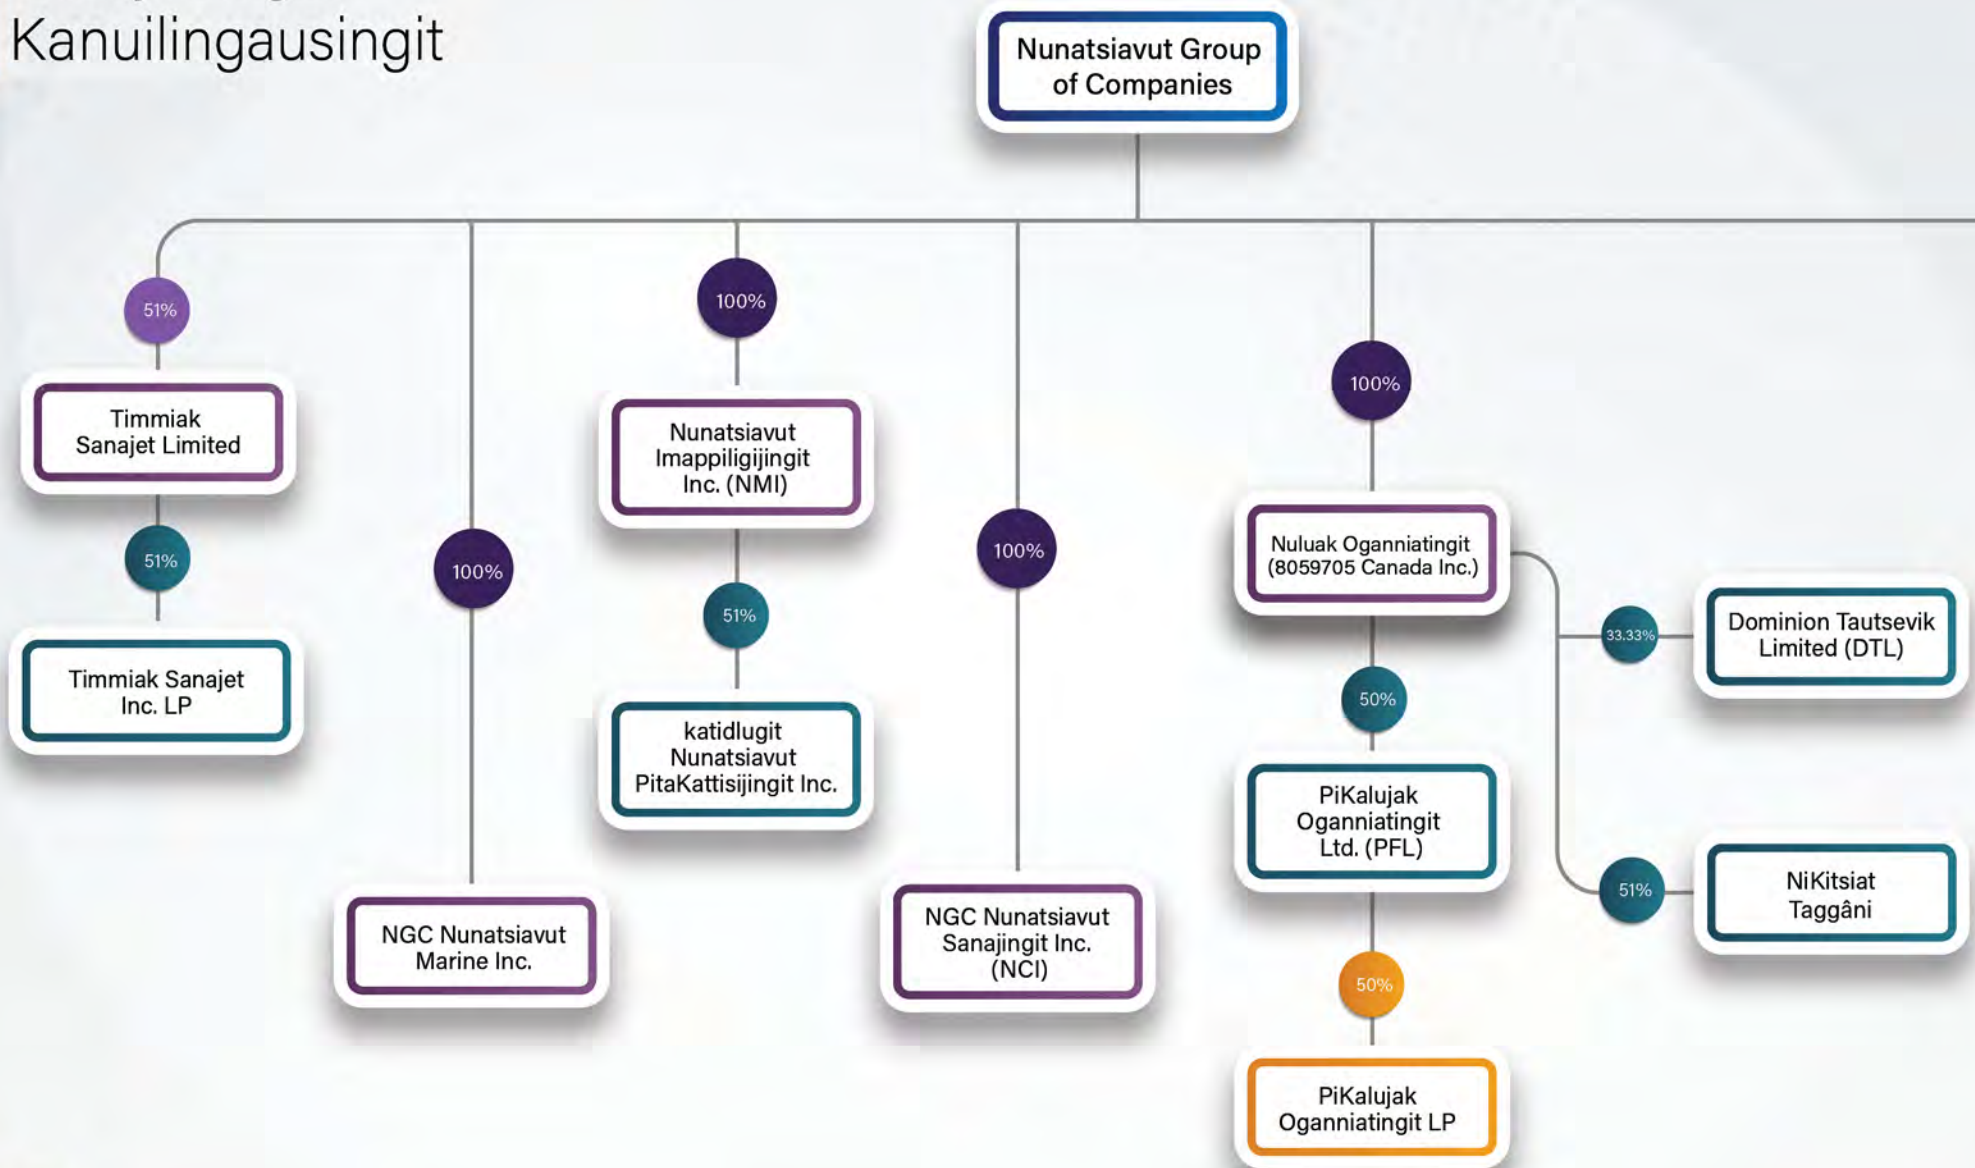 Kanuilingausingit
Nunatsiavut Group
of Companies
51%
100%
100%
100%
100%
Timmiak
Sanajet Limited
51%
Timmiak Sanajet
Inc. LP
NGC Nunatsiavut
Marine Inc.
Nunatsiavut
Imappiligijingit
Inc. (NMI)
51%
katidlugit
Nunatsiavut
PitaKattisijingit Inc.
NGC Nunatsiavut
Sanajingit Inc.
(NCI)
Nuluak Oganniatingit
(8059705 Canada Inc.)
33.33%
Dominion Tautsevik
Limited (DTL)
50%
PiKalujak
Oganniatingit
Ltd. (PFL)
51%
NiKitsiat
Taggâni
50%
PiKalujak
Oganniatingit LP